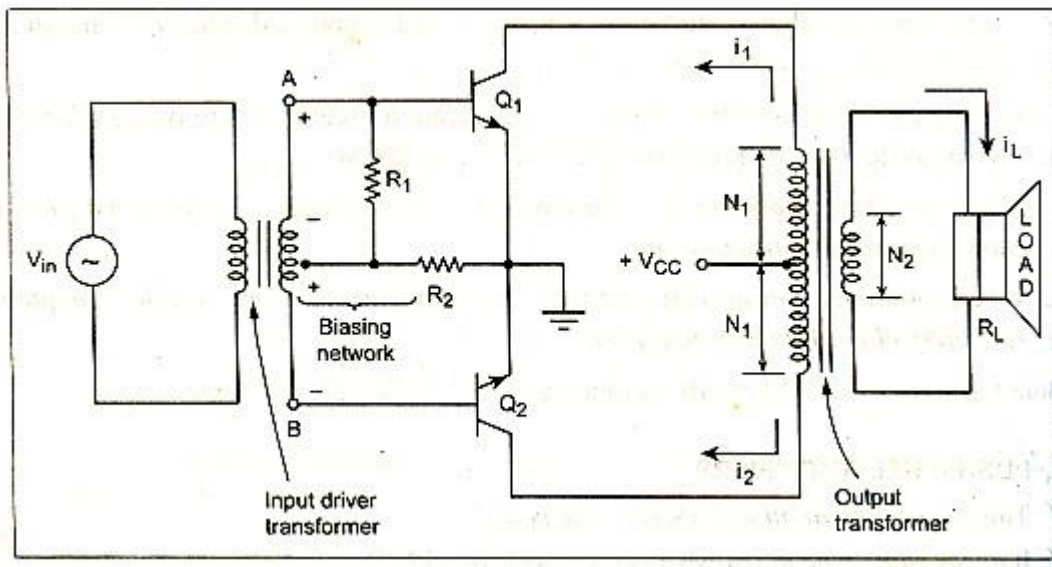 i1
A
+
Q1
R1
iL
N1
LOAD
Vin
~
−
+ VCC
N2
+
R2
Biasing
network
N1
RL
−
B
Q2
i2
Input driver
transformer
Output
transformer